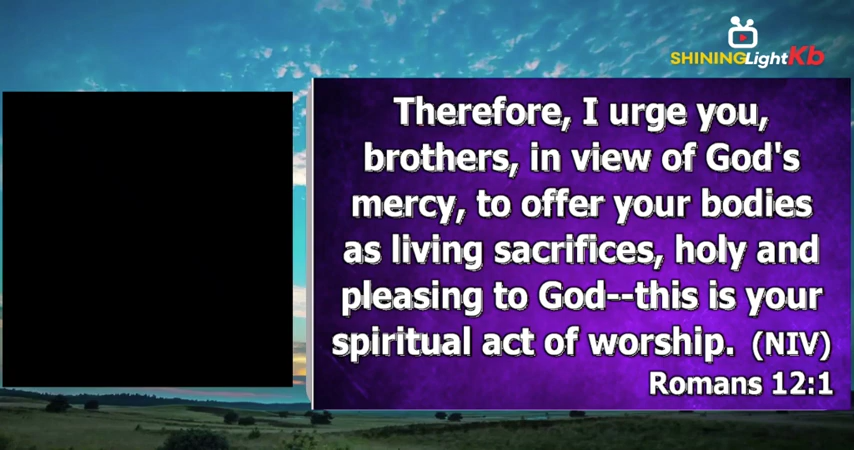 SHININGLightKb
Therefore, I urge you,
brothers, in view of God's
mercy, to offer your bodies
as living sacrifices, holy and
pleasing to God--this is your
spiritual act of worship. (NIV)
Romans 12:1